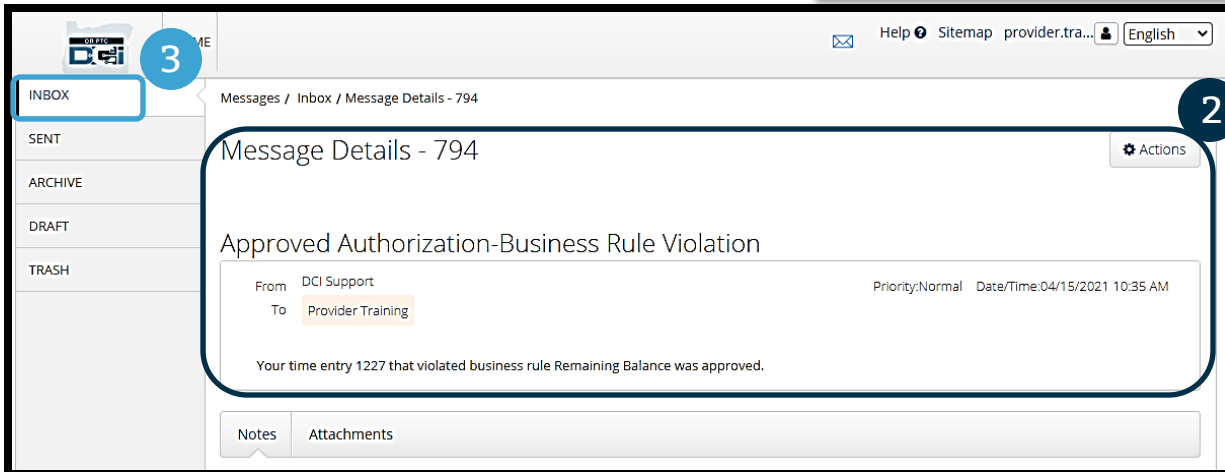 OR PTC
DCi
3
ME
Help Sitemap provider.tra... English
INBOX
SENT
ARCHIVE
DRAFT
TRASH
Messages / Inbox / Message Details - 794
2
Message Details - 794
Actions
Approved Authorization-Business Rule Violation
From DCI Support
Priority:Normal Date/Time:04/15/2021 10:35 AM
To Provider Training
Your time entry 1227 that violated business rule Remaining Balance was approved.
Notes Attachments